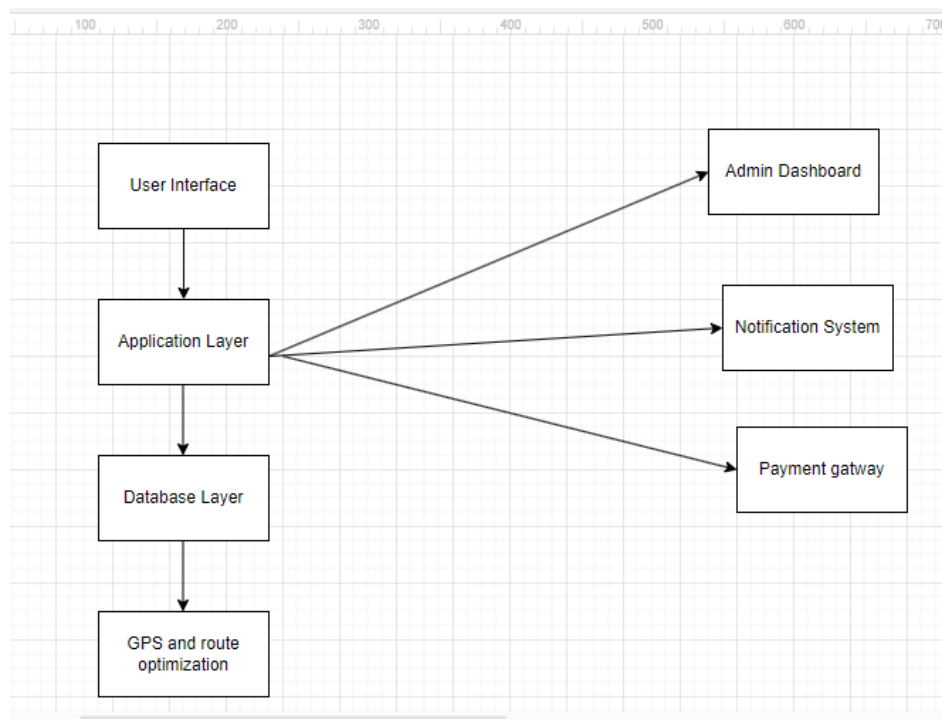 100 200 300 400 500 600 700
User Interface
Admin Dashboard
Application Layer
Notification System
Database Layer
Payment gatway
GPS and route
optimization